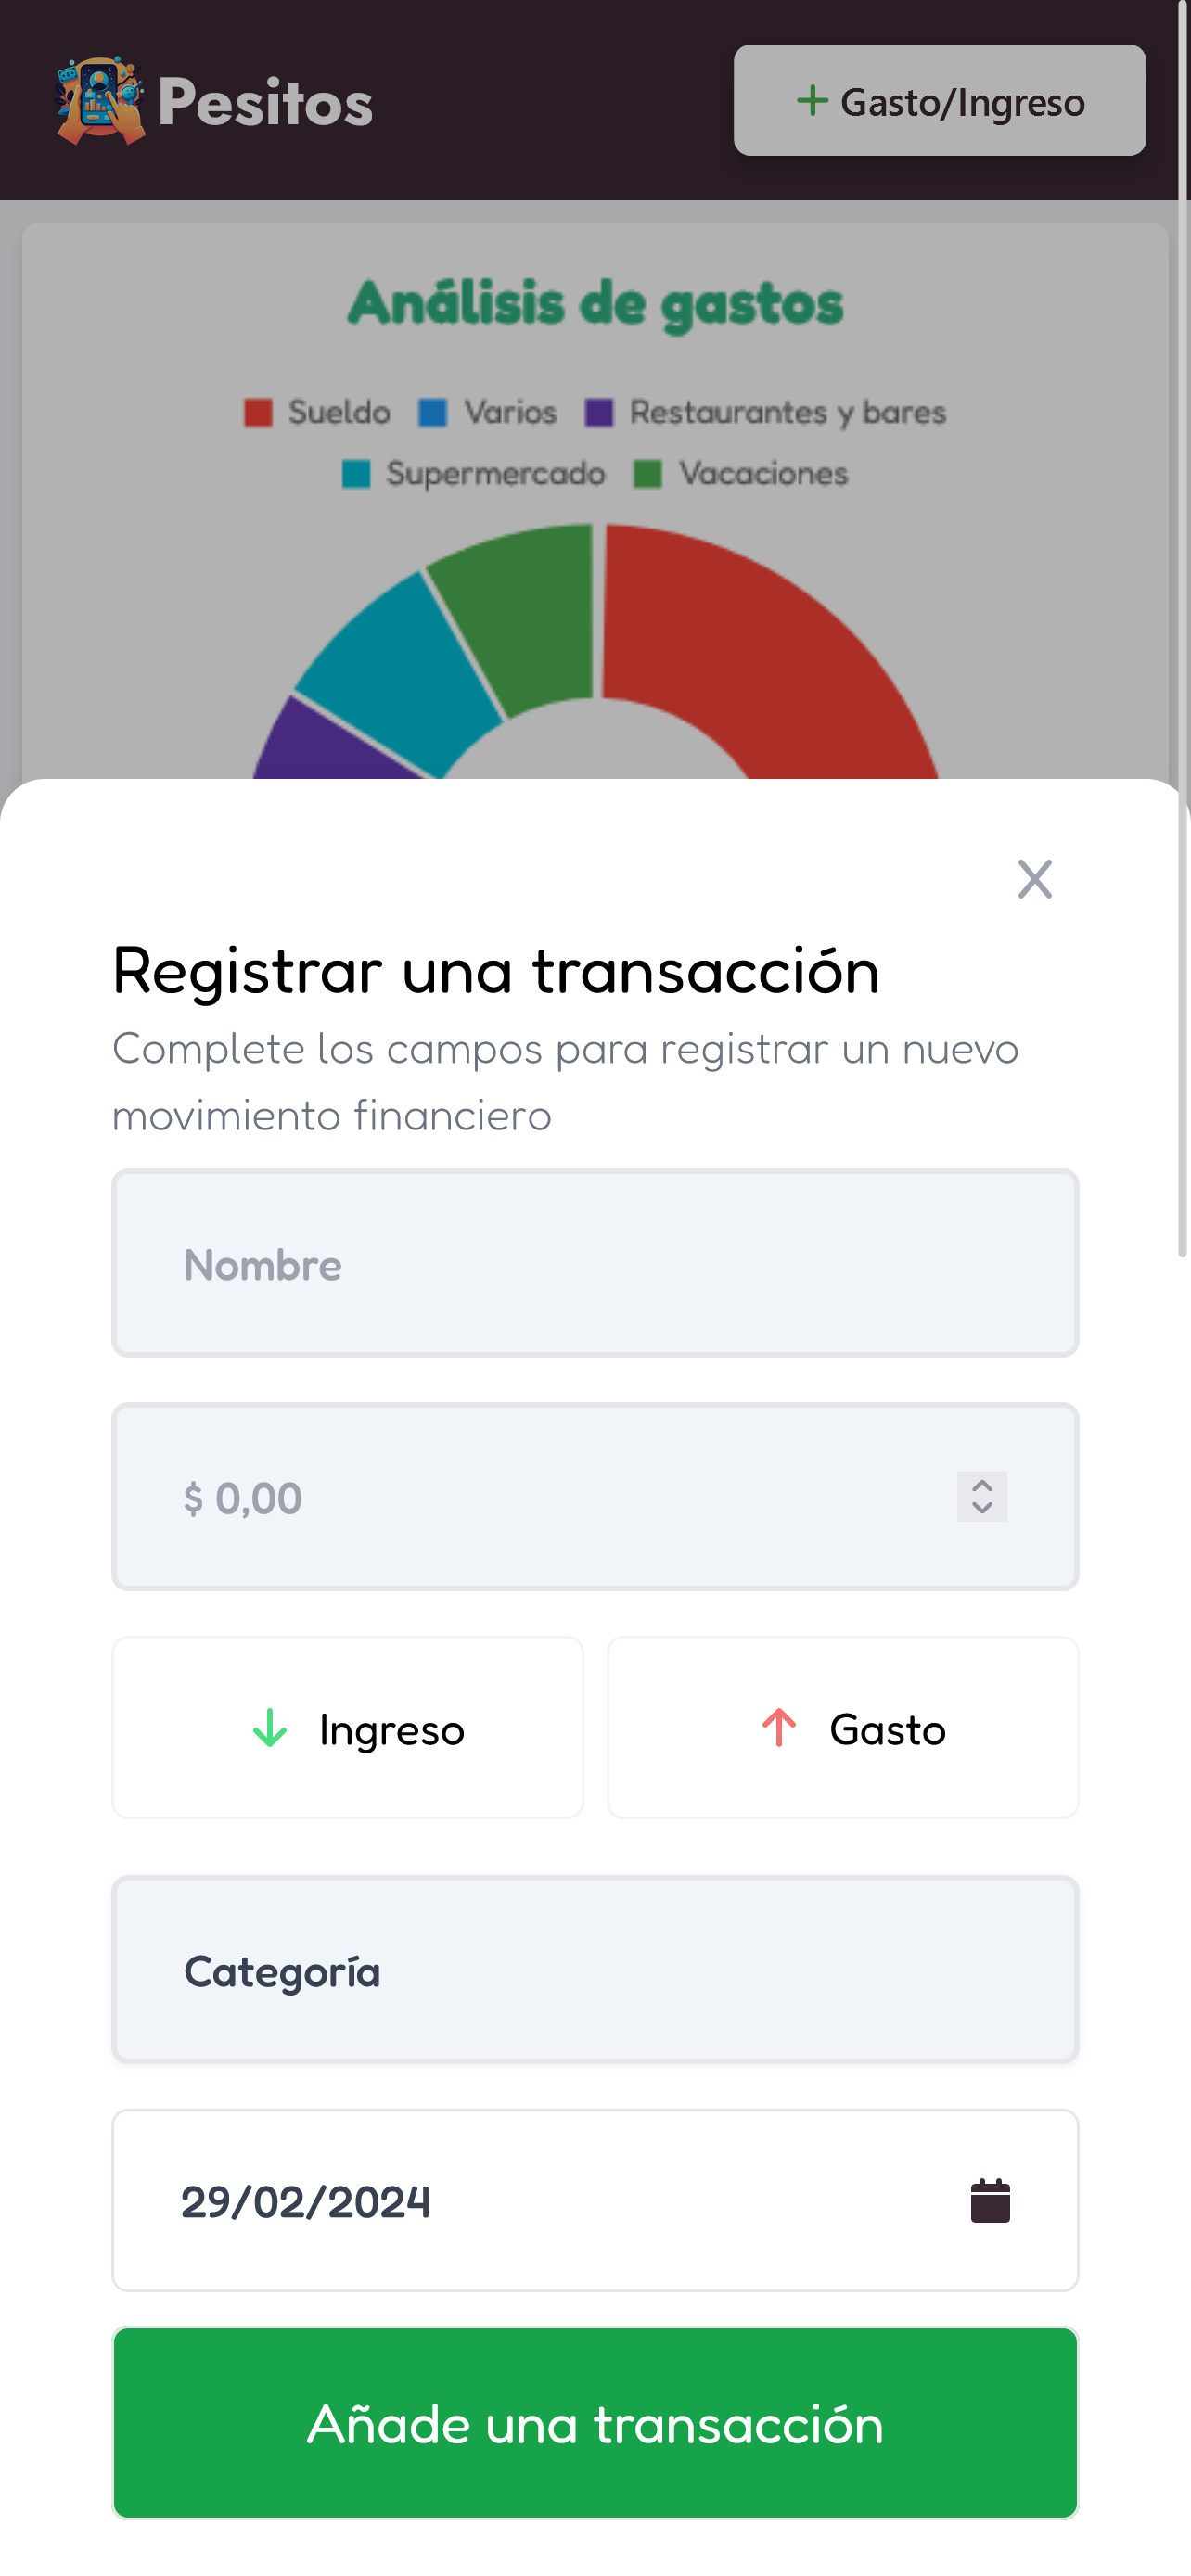 Pesitos
+ Gasto/Ingreso
Análisis de gastos
Sueldo Varios Restaurantes y bares
Supermercado Vacaciones
Registrar una transacción
Complete los campos para registrar un nuevo
movimiento financiero
Nombre
$ 0,00
Ingreso
Gasto
Categoría
29/02/2024
Añade una transacción